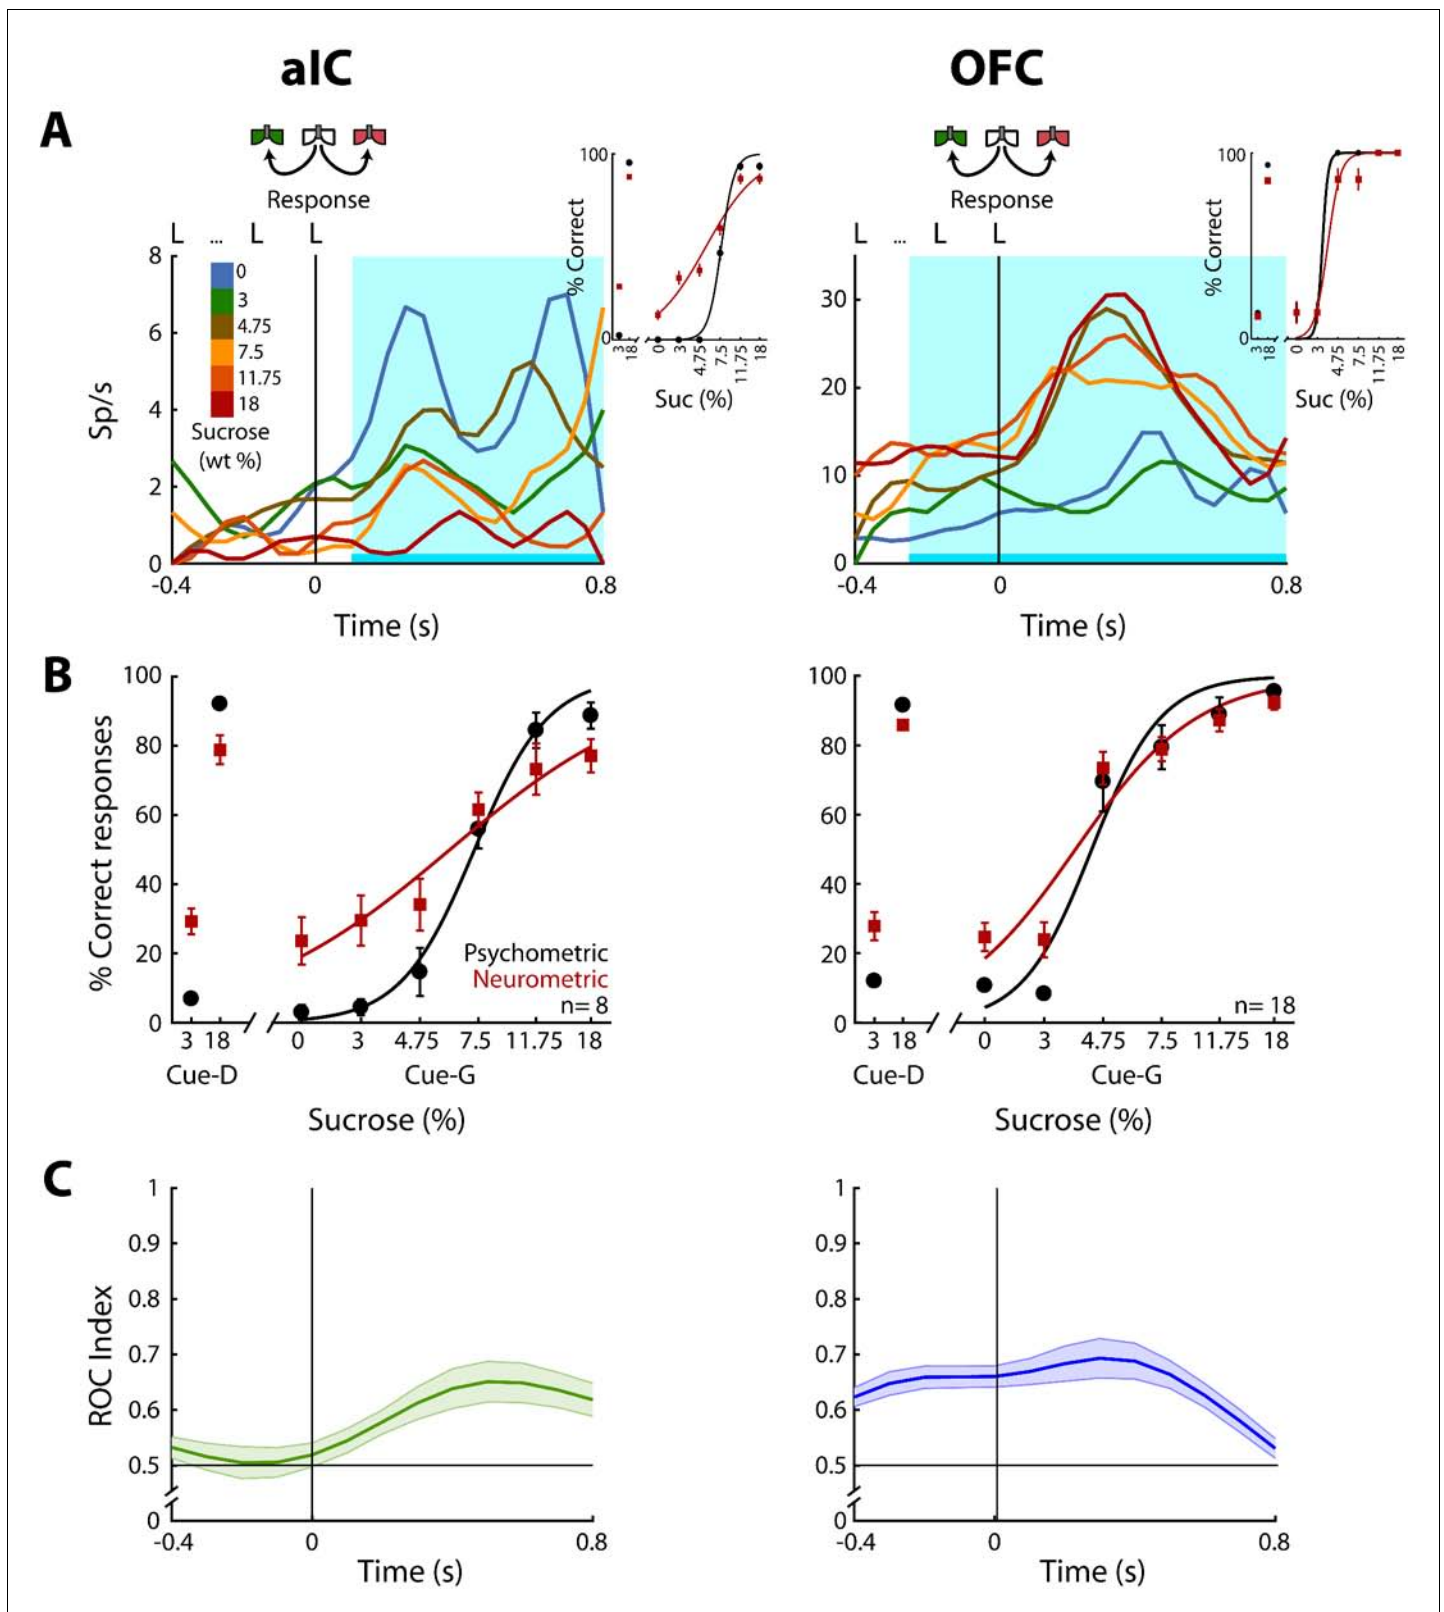 aIC
OFC
A
Response
L ... L L
8
6
4
2
0
Sp/s
0
3
4.75
7.5
11.75
18
Sucrose
(wt %)
-0.4 0 0.8
Time (s)
100
0
% Correct
3 18 0 3 4.75 7.5 11.75 18
Suc (%)
Response
L ... L L
30
20
10
0
-0.4 0 0.8
Time (s)
100
0
% Correct
3 18 0 3 4.75 7.5 11.75 18
Suc (%)
B
100
80
60
40
20
0
% Correct responses
Psychometric
Neurometric
n= 8
3 18 0 3 4.75 7.5 11.75 18
Cue-D Cue-G
Sucrose (%)
100
80
60
40
20
0
n= 18
3 18 0 3 4.75 7.5 11.75 18
Cue-D Cue-G
Sucrose (%)
C
1
0.9
0.8
0.7
0.6
0.5
0
ROC Index
-0.4 0 0.8
Time (s)
1
0.9
0.8
0.7
0.6
0.5
0
-0.4 0 0.8
Time (s)